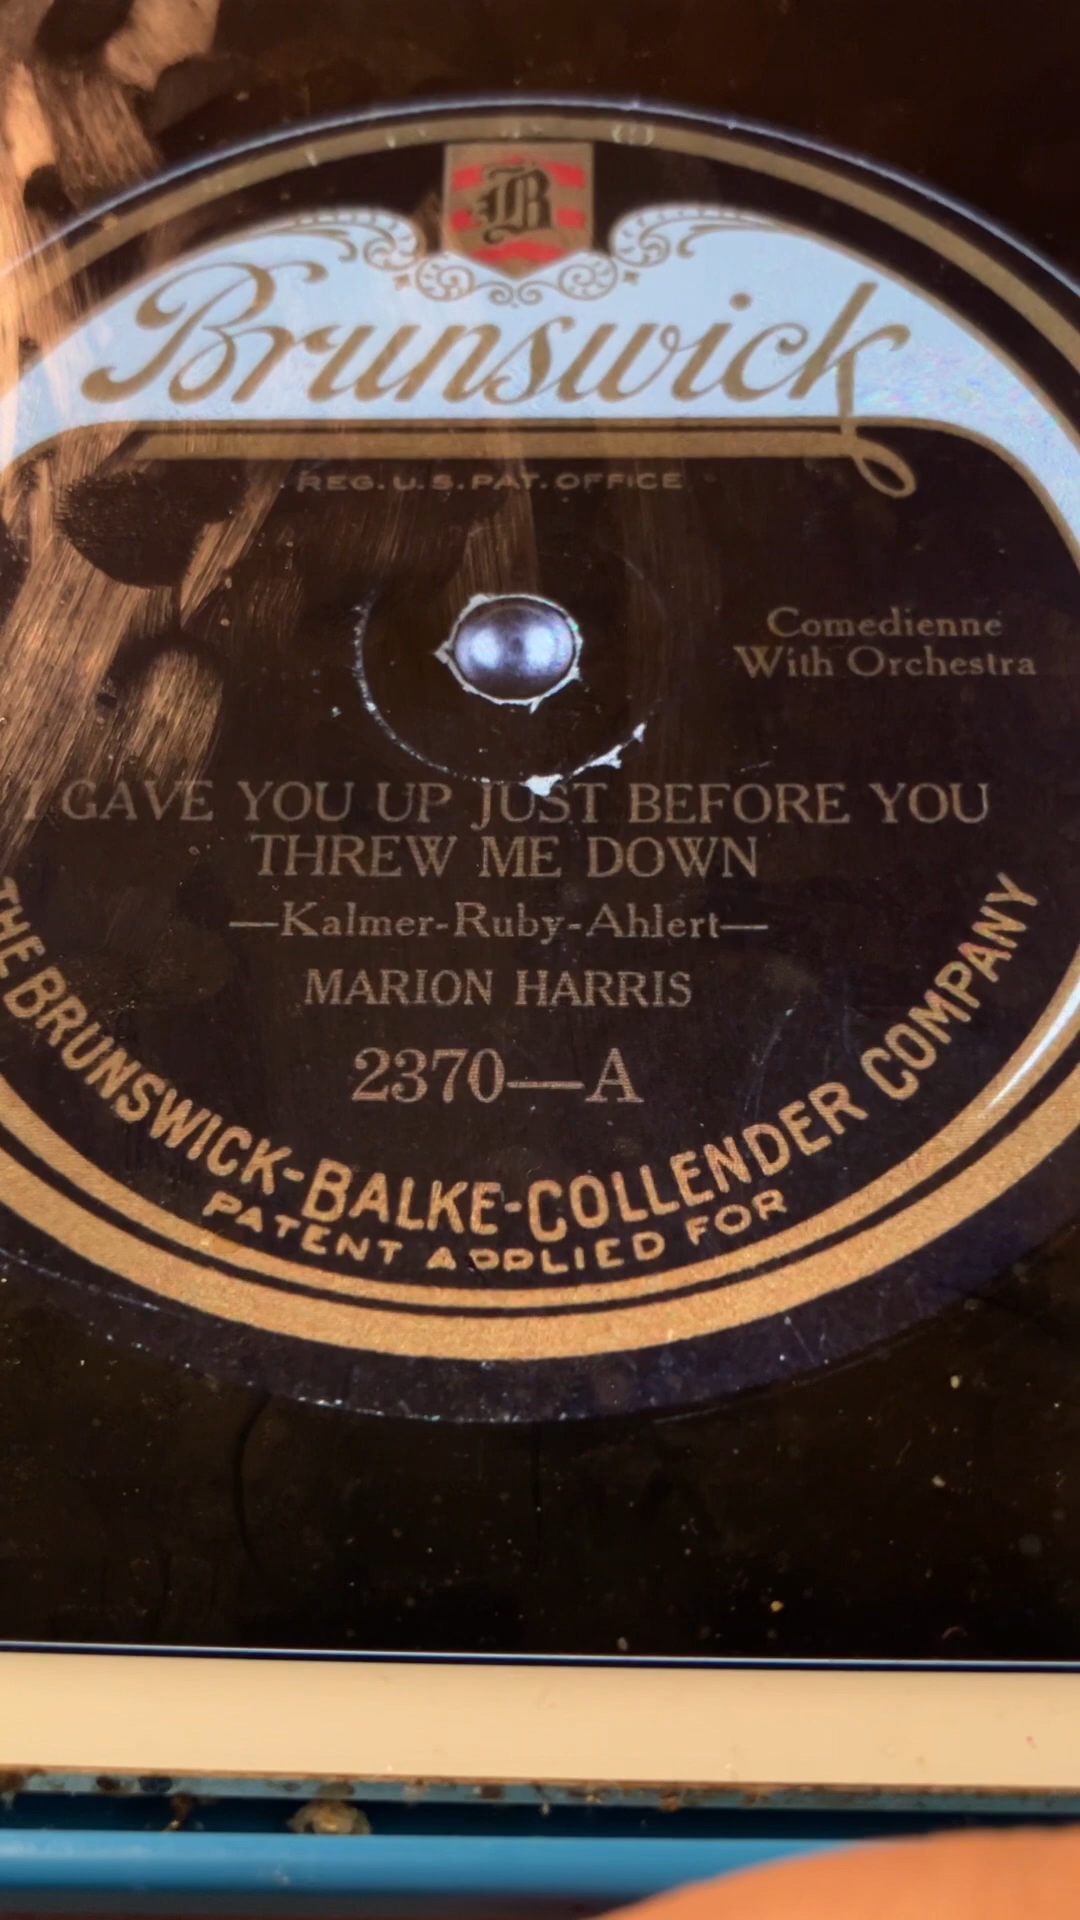 B
Brunswick
REG. U.S. PAT. OFFICE
Comedienne
With Orchestra
I GAVE YOU UP JUST BEFORE YOU
THREW ME DOWN
—Kalmer-Ruby-Ahlert—
MARION HARRIS
2370—A
THE BRUNSWICK-BALKE-COLLENDER COMPANY
PATENT APPLIED FOR